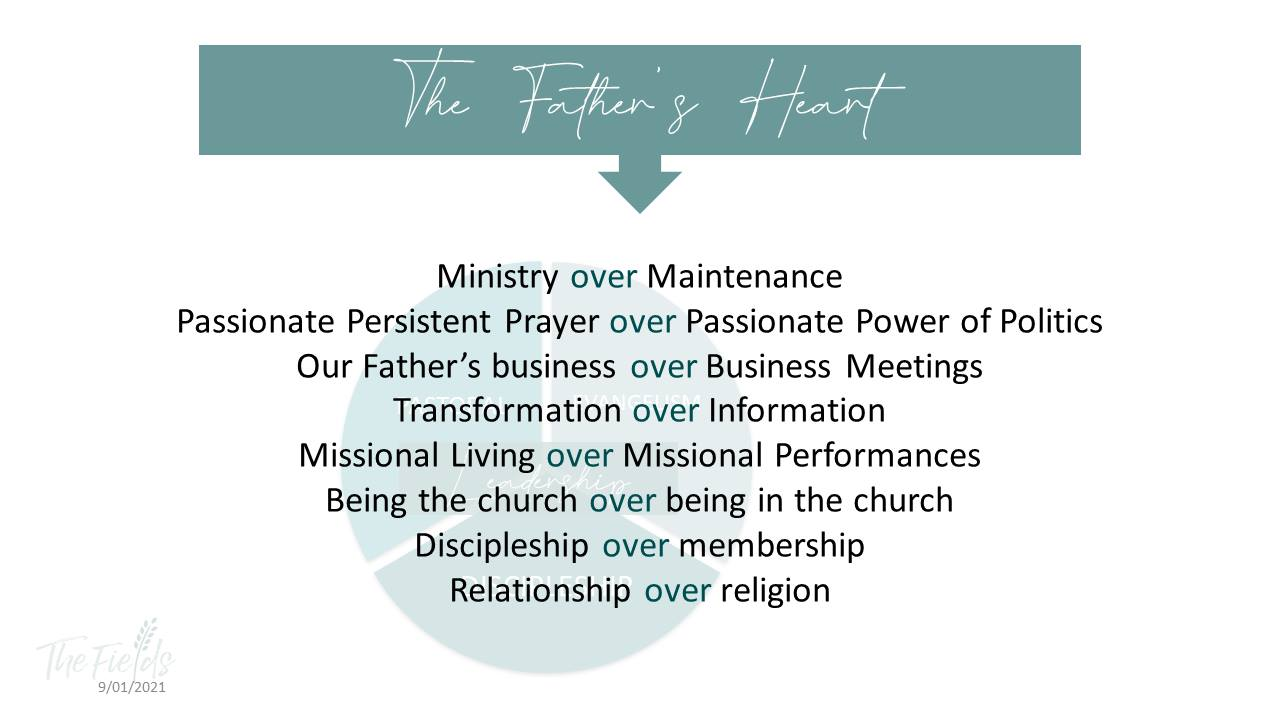 The Father's Heart
Ministry over Maintenance
Passionate Persistent Prayer over Passionate Power of Politics
Our Father’s business over Business Meetings
Transformation over Information
Missional Living over Missional Performances
Leadership
Being the church over being in the church
Discipleship over membership
DISCIPLESHIP
Relationship over religion
The Fields
9/01/2021